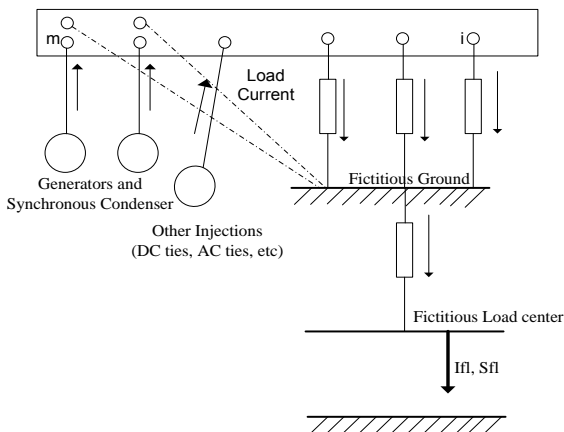 m
i
Load
Current
Generators and
Synchronous Condenser
Fictitious Ground
Other Injections
(DC ties, AC ties, etc)
Fictitious Load center
Ifl, Sfl